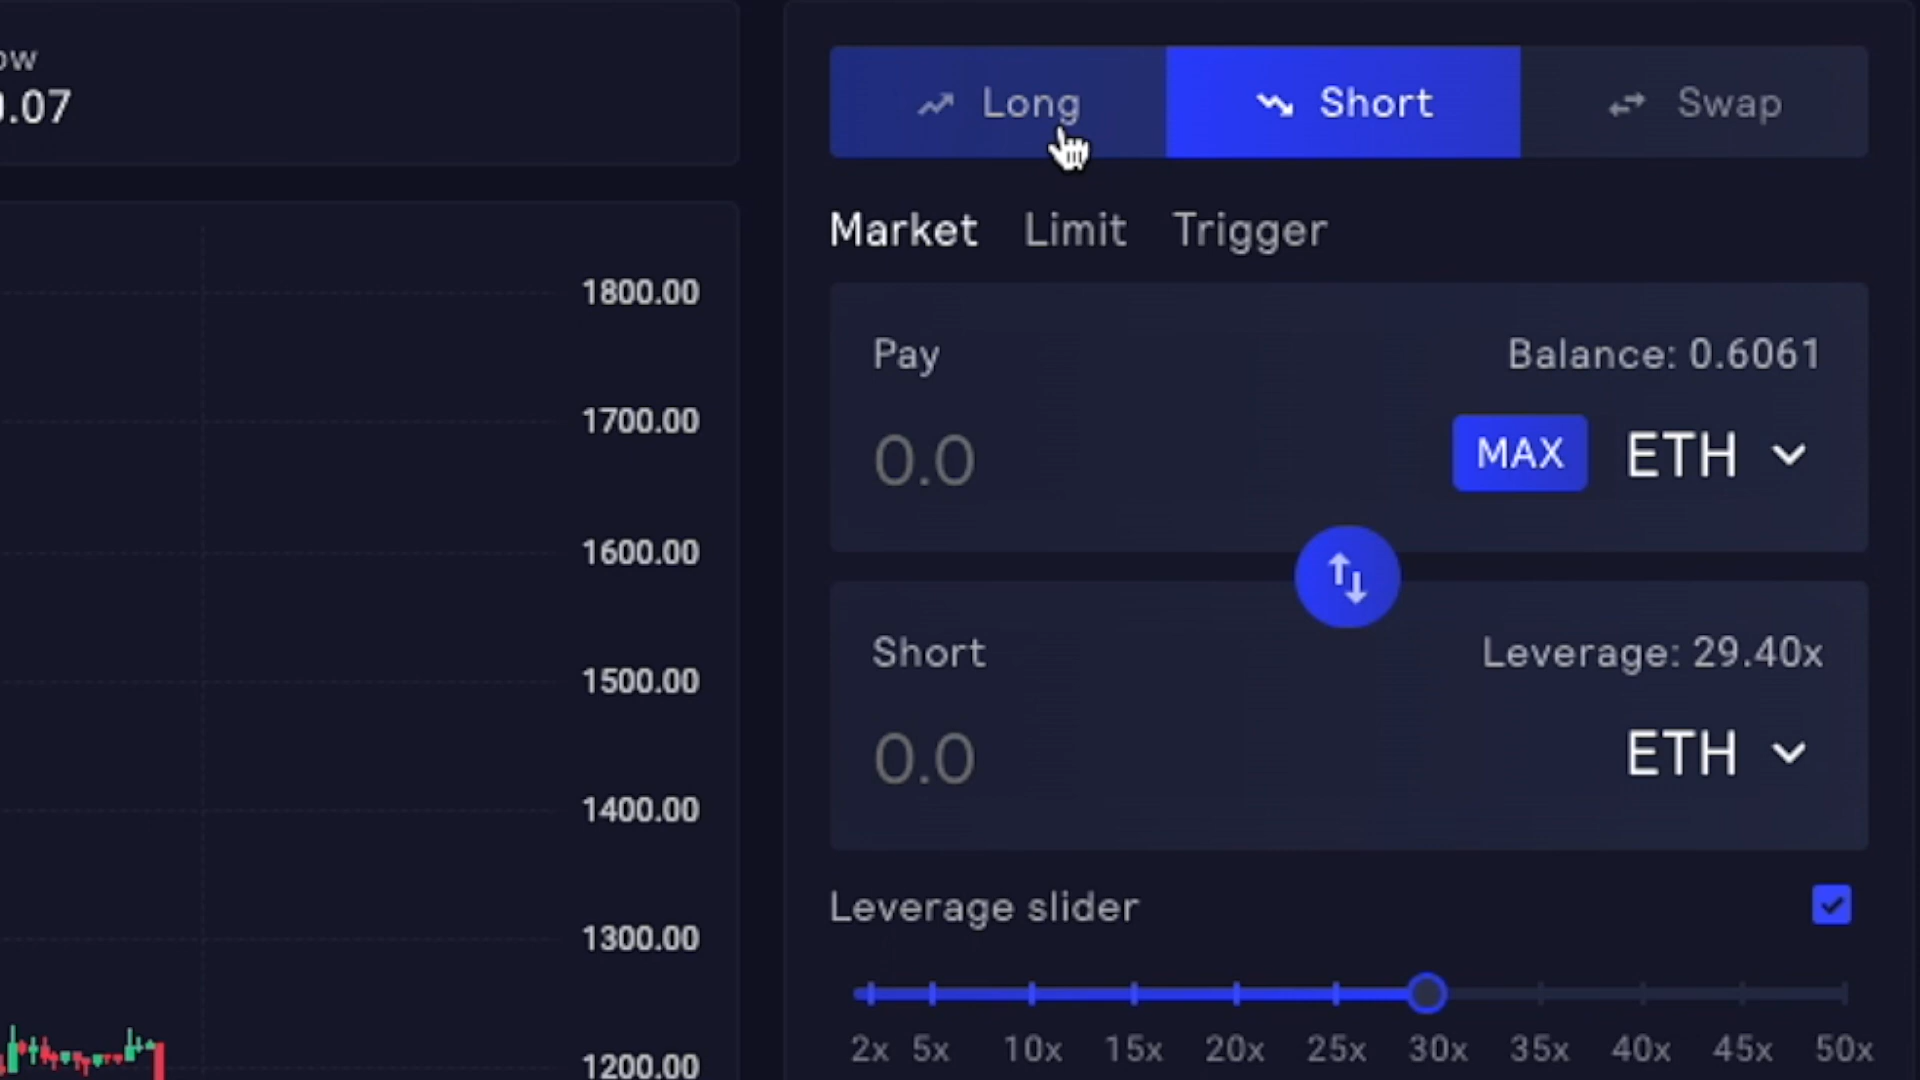 ow
0.07
Long
Short
Swap
Market Limit Trigger
1800.00
1700.00
1600.00
1500.00
1400.00
1300.00
1200.00
Pay
Balance: 0.6061
0.0
MAX
ETH
Short
Leverage: 29.40x
0.0
ETH
Leverage slider
2x 5x 10x 15x 20x 25x 30x 35x 40x 45x 50x